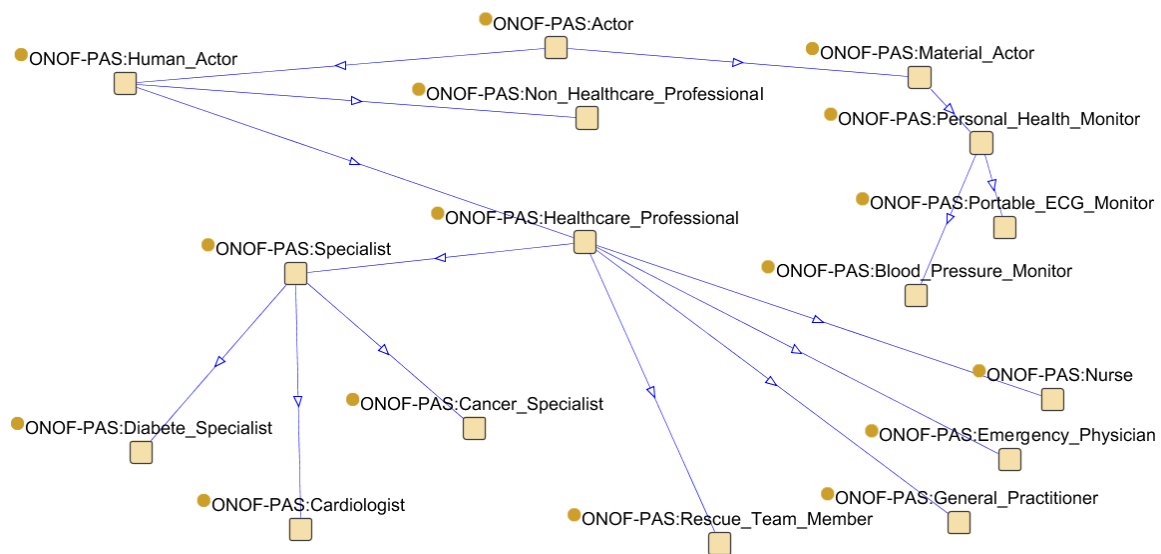 ONOF-PAS:Actor
ONOF-PAS:Human_Actor
ONOF-PAS:Material_Actor
ONOF-PAS:Non_Healthcare_Professional
ONOF-PAS:Personal_Health_Monitor
ONOF-PAS:Portable_ECG_Monitor
ONOF-PAS:Healthcare_Professional
ONOF-PAS:Specialist
ONOF-PAS:Blood_Pressure_Monitor
ONOF-PAS:Nurse
ONOF-PAS:Cancer_Specialist
ONOF-PAS:Diabete_Specialist
ONOF-PAS:Emergency_Physician
ONOF-PAS:General_Practitioner
ONOF-PAS:Cardiologist
ONOF-PAS:Rescue_Team_Member